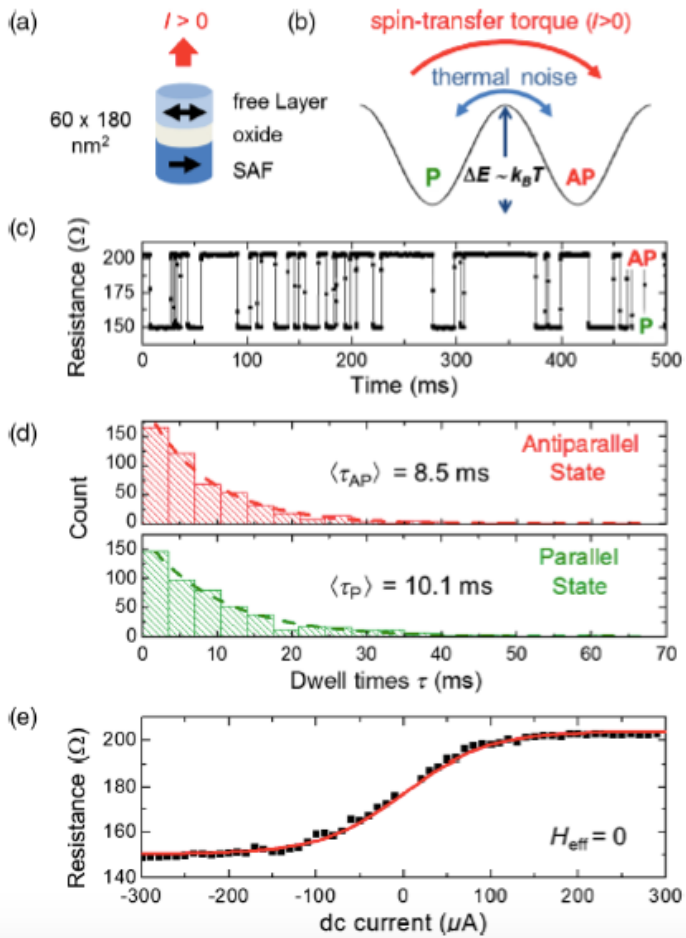 (a)
I > 0
60 x 180
nm²
free Layer
oxide
SAF
(b)
spin-transfer torque (I>0)
thermal noise
P
ΔE ~ k_BT
AP
(c)
Resistance (Ω)
200
175
150
AP
P
0
100
200
300
400
500
Time (ms)
(d)
Count
150
100
50
0
⟨τ_AP⟩ = 8.5 ms
Antiparallel
State
150
100
50
0
⟨τ_P⟩ = 10.1 ms
Parallel
State
0
10
20
30
40
50
60
70
Dwell times τ (ms)
(e)
Resistance (Ω)
200
180
160
140
H_eff = 0
-300
-200
-100
0
100
200
300
dc current (μA)